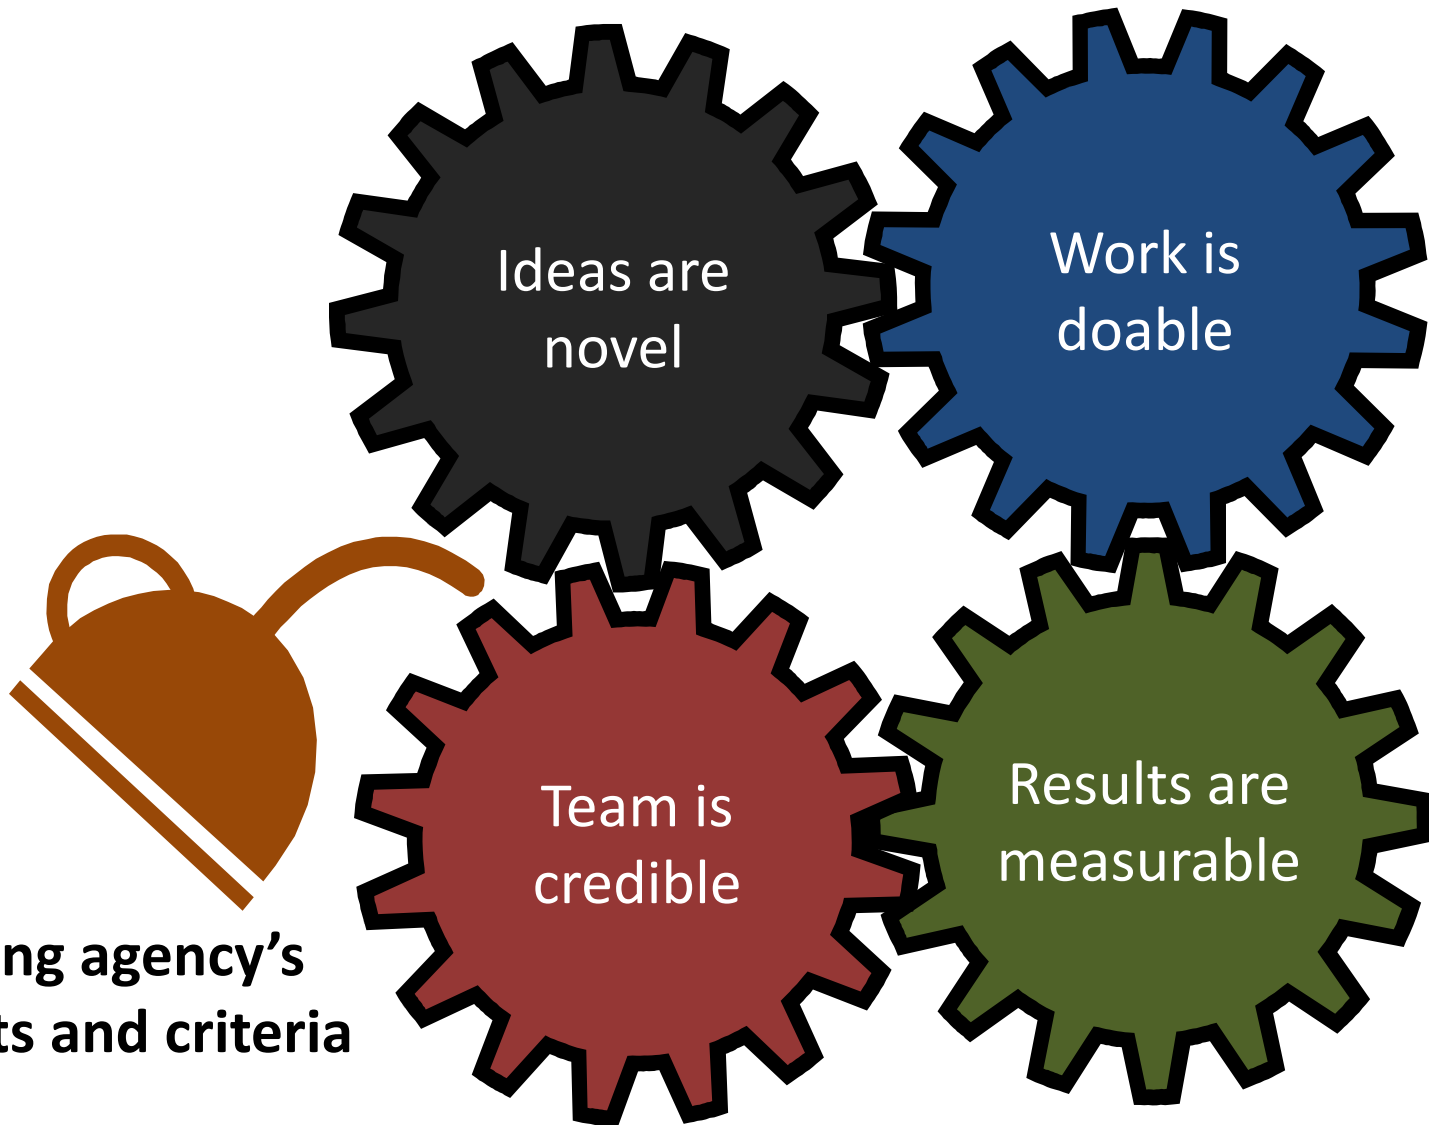 Ideas are
novel
Work is
doable
Team is
credible
Results are
measurable
ng agency’s
ts and criteria